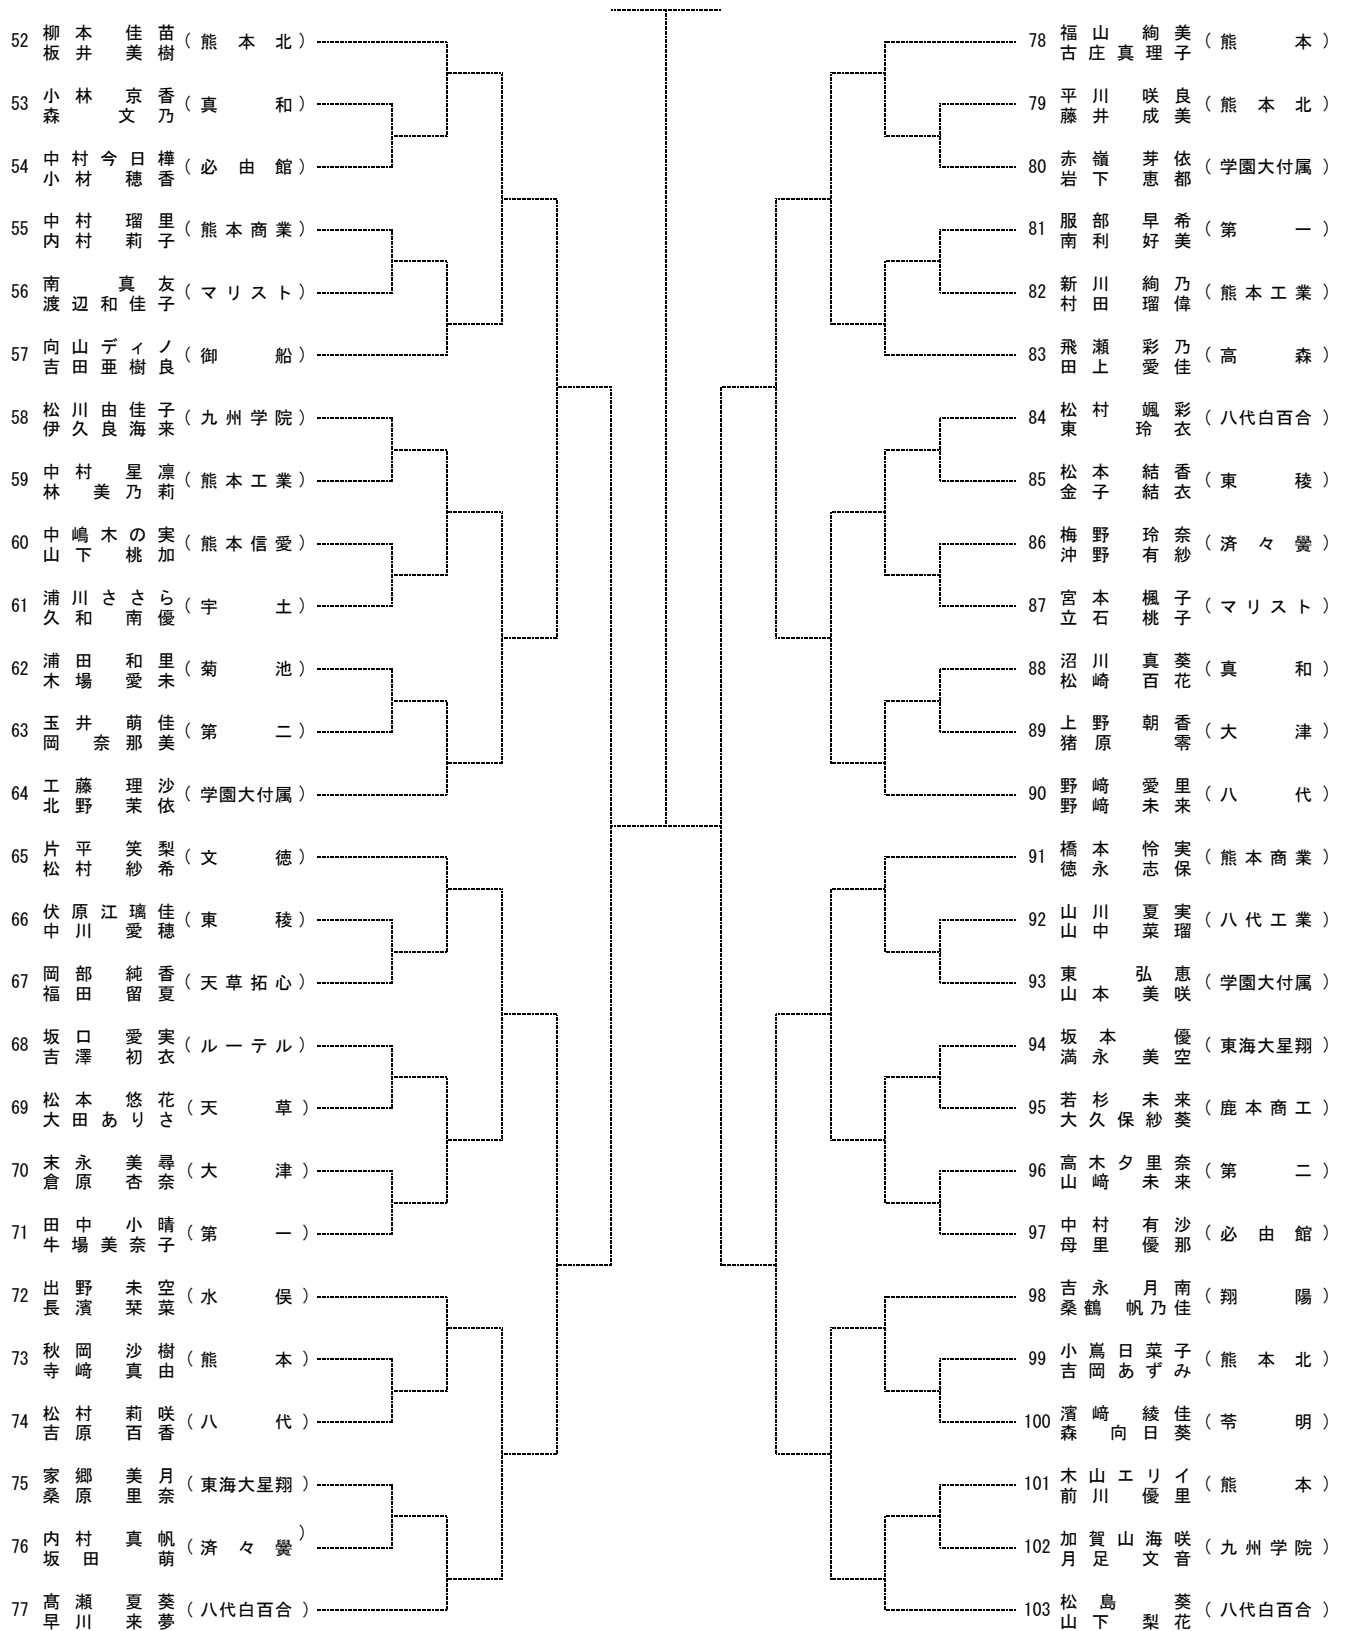 52 柳本 佳苗 (熊本北)
板井 美樹
53 小林 京香 (真和)
森 文乃
54 中村今日樺 (必由館)
小材 穂香
55 中村 瑠里 (熊本商業)
内村 莉子
56 南 真友 (マリスト)
渡辺和佳子
57 向山ディノ (御船)
吉田亜樹良
58 松川由佳子 (九州学院)
伊久良海来
59 中村 星凛 (熊本工業)
林 美乃莉
60 中嶋木の実 (熊本信愛)
山下 桃加
61 浦川ささら (宇土)
久和 南優
62 浦田 和里 (菊池)
木場 愛未
63 玉井 萌佳 (第二)
岡 奈那美
64 工藤 理沙 (学園大付属)
北野 茉依
65 片平 笑梨 (文徳)
松村 紗希
66 伏原江璃佳 (東稜)
中川 愛穂
67 岡部 純香 (天草拓心)
福田 留夏
68 坂口 愛実 (ルーテル)
吉澤 初衣
69 松本 悠花 (天草)
大田ありさ
70 末永 美尋 (大津)
倉原 杏奈
71 田中 小晴 (第一)
牛場美奈子
72 出野 未空 (水俣)
長濱 栞菜
73 秋岡 沙樹 (熊本)
寺﨑 真由
74 松村 莉咲 (八代)
吉原 百香
75 家郷 美月 (東海大星翔)
桑原 里奈
76 内村 真帆 (済々黌)
坂田 萌
77 髙瀬 夏葵 (八代白百合)
早川 来夢
78 福山 絢美 (熊本)
古庄真理子
79 平川 咲良 (熊本北)
藤井 成美
80 赤嶺 芽依 (学園大付属)
岩下 恵都
81 服部 早希 (第一)
南利 好美
82 新川 絢乃 (熊本工業)
村田 瑠偉
83 飛瀬 彩乃 (高森)
田上 愛佳
84 松村 颯彩 (八代白百合)
東 玲衣
85 松本 結香 (東稜)
金子 結衣
86 梅野 玲奈 (済々黌)
沖野 有紗
87 宮本 楓子 (マリスト)
立石 桃子
88 沼川 真葵 (真和)
松崎 百花
89 上野 朝香 (大津)
猪原 零
90 野﨑 愛里 (八代)
野﨑 未来
91 橋本 怜実 (熊本商業)
徳永 志保
92 山川 夏実 (八代工業)
山中 菜瑠
93 東 弘恵 (学園大付属)
山本 美咲
94 坂本 優 (東海大星翔)
満永 美空
95 若杉 未来 (鹿本商工)
大久保紗葵
96 高木夕里奈 (第二)
山﨑 未来
97 中村 有沙 (必由館)
母里 優那
98 吉永 月南 (翔陽)
桑鶴 帆乃佳
99 小嶌日菜子 (熊本北)
吉岡あずみ
100 濱﨑 綾佳 (苓明)
森 向日葵
101 木山エリイ (熊本)
前川 優里
102 加賀山海咲 (九州学院)
月足 文音
103 松島 葵 (八代白百合)
山下 梨花